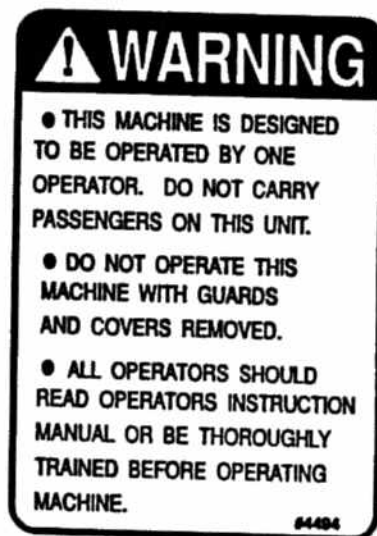 WARNING
● THIS MACHINE IS DESIGNED
TO BE OPERATED BY ONE
OPERATOR. DO NOT CARRY
PASSENGERS ON THIS UNIT.
● DO NOT OPERATE THIS
MACHINE WITH GUARDS
AND COVERS REMOVED.
● ALL OPERATORS SHOULD
READ OPERATORS INSTRUCTION
MANUAL OR BE THOROUGHLY
TRAINED BEFORE OPERATING
MACHINE.
#4494